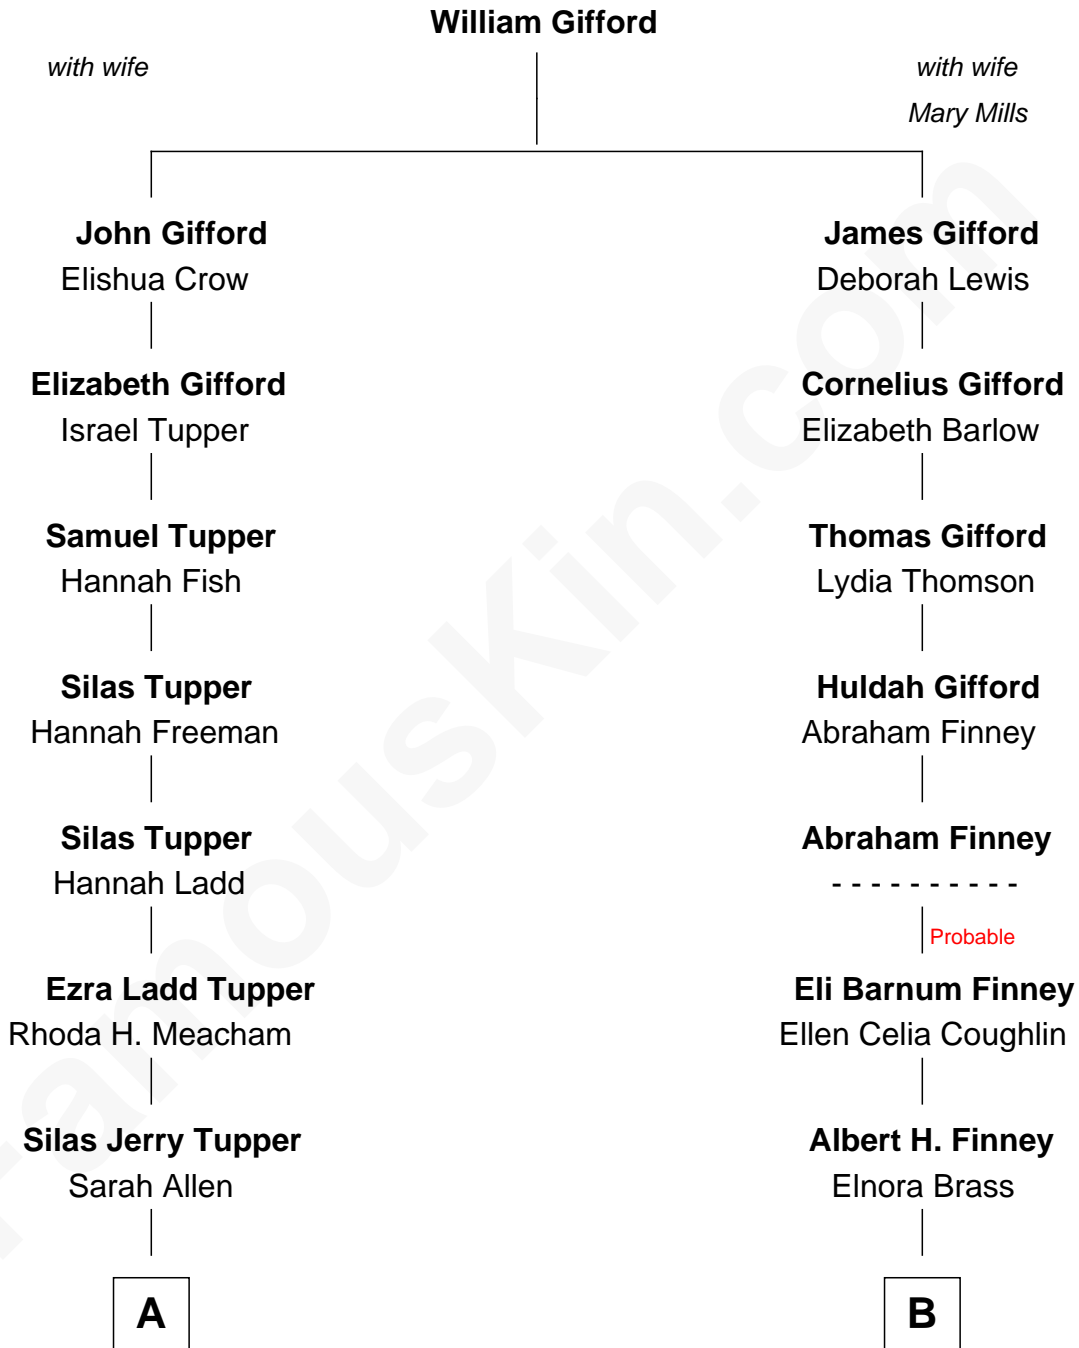 William Gifford
with wife
with wife
Mary Mills
John Gifford
James Gifford
Elishua Crow
Deborah Lewis
Elizabeth Gifford
Cornelius Gifford
Israel Tupper
Elizabeth Barlow
Samuel Tupper
Thomas Gifford
Hannah Fish
Lydia Thomson
Silas Tupper
Huldah Gifford
Hannah Freeman
Abraham Finney
Silas Tupper
Abraham Finney
Hannah Ladd
- - - - - - - - - -
Probable
Ezra Ladd Tupper
Eli Barnum Finney
Rhoda H. Meacham
Ellen Celia Coughlin
Silas Jerry Tupper
Albert H. Finney
Sarah Allen
Elnora Brass
A
B
FamousKin.com